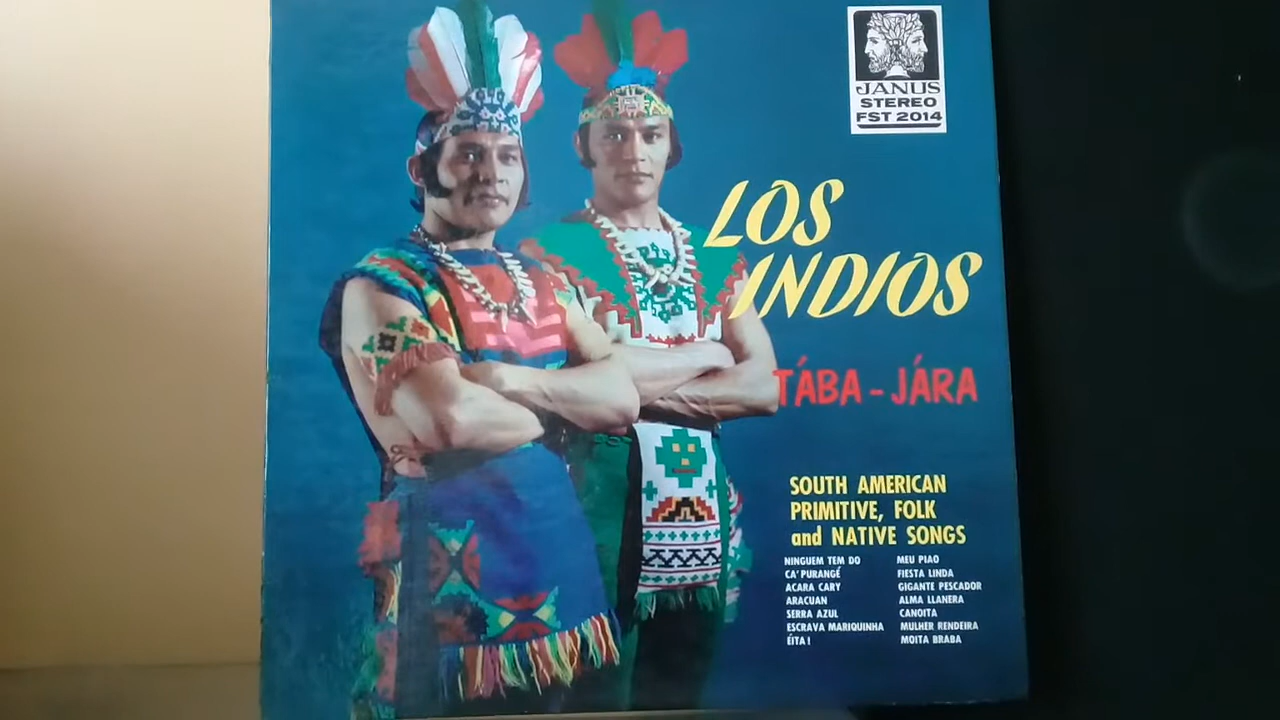 JANUS
STEREO
FST 2014
LOS
INDIOS
TÁBA-JÁRA
SOUTH AMERICAN
PRIMITIVE, FOLK
and NATIVE SONGS
NINGUEM TEM DO
CA'PURANGÉ
ACARA CARY
ARACUAN
SERRA AZUL
ESCRAVA MARIQUINHA
ÉITA!
MEU PIAO
FIESTA LINDA
GIGANTE PESCADOR
ALMA LLANERA
CANOITA
MULHER RENDEIRA
MOITA BRABA